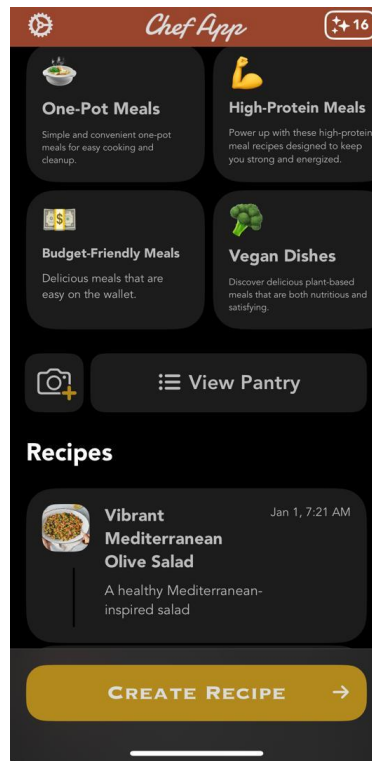 Chef App
16
One-Pot Meals
Simple and convenient one-pot
meals for easy cooking and
cleanup.
High-Protein Meals
Power up with these high-protein
meal recipes designed to keep
you strong and energized.
Budget-Friendly Meals
Delicious meals that are
easy on the wallet.
Vegan Dishes
Discover delicious plant-based
meals that are both nutritious and
satisfying.
View Pantry
Recipes
Vibrant
Mediterranean
Olive Salad
Jan 1, 7:21 AM
A healthy Mediterranean-
inspired salad
CREATE RECIPE